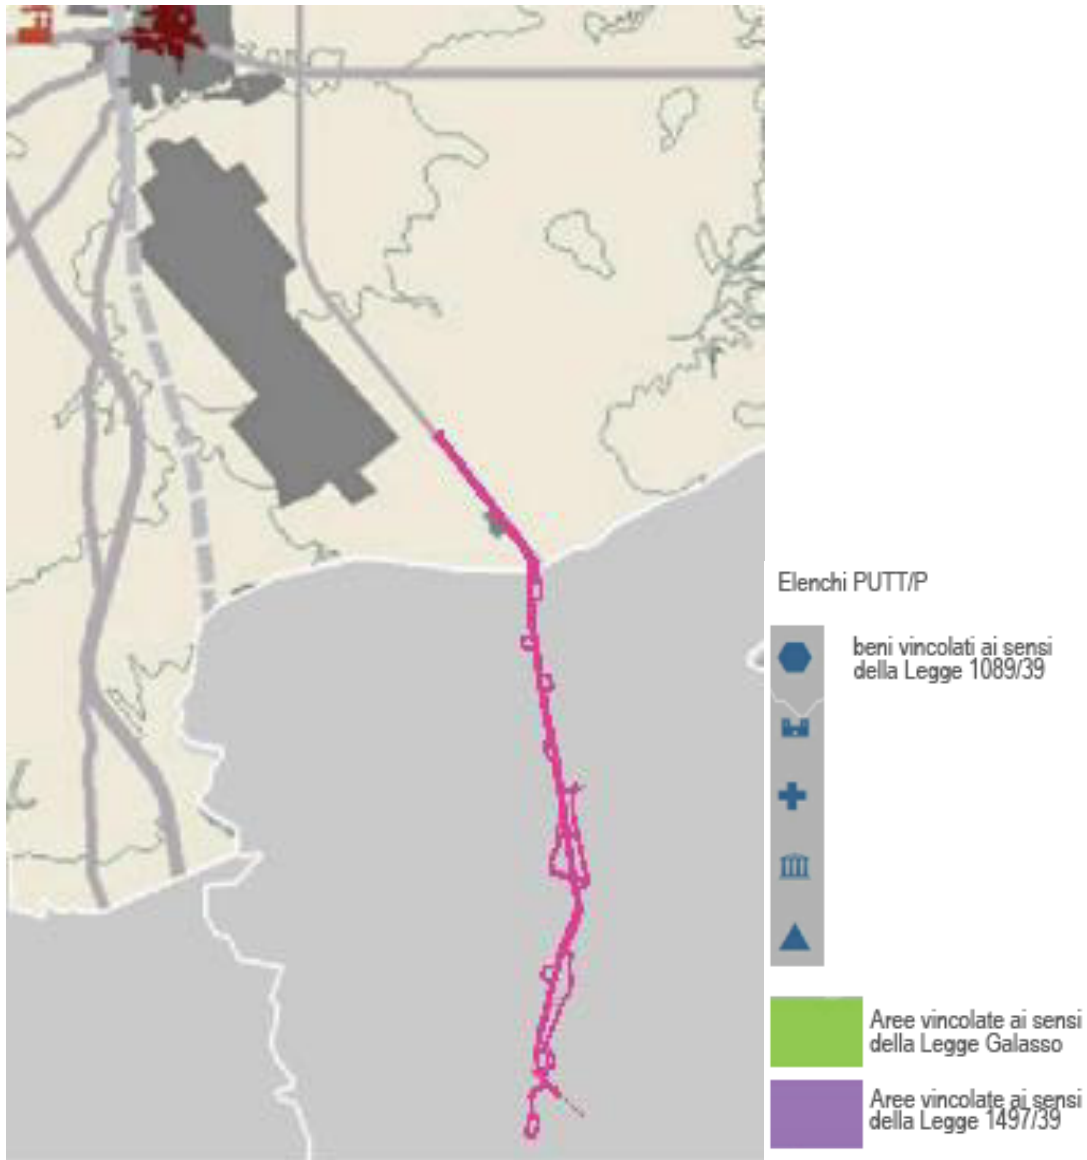 Elenchi PUTT/P
beni vincolati ai sensi
della Legge 1089/39
Aree vincolate ai sensi
della Legge Galasso
Aree vincolate ai sensi
della Legge 1497/39